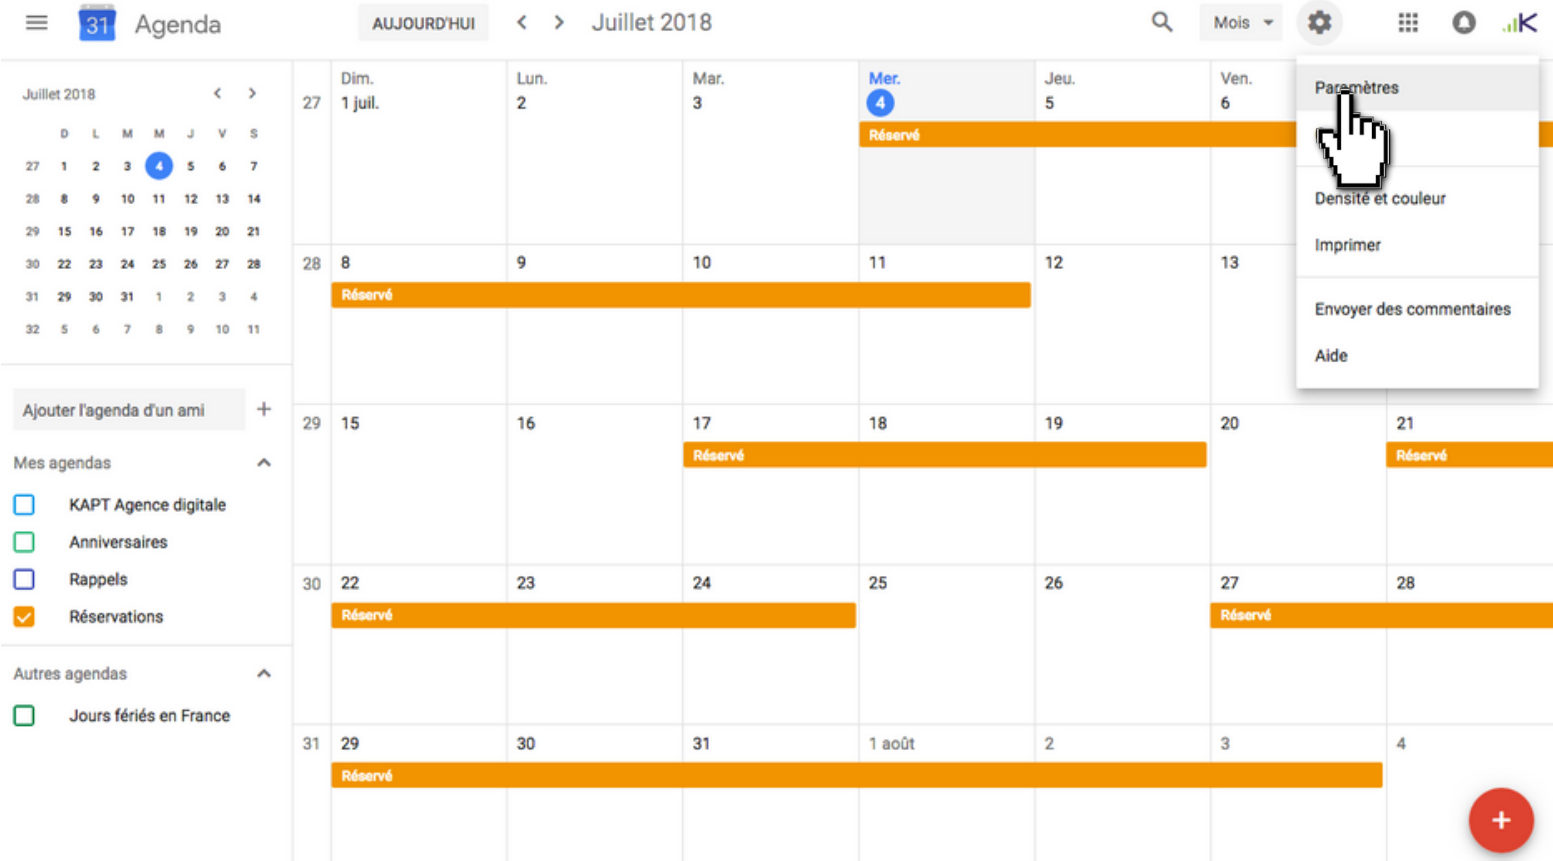 31 Agenda AUJOURD'HUI Juillet 2018 Mois K
Juillet 2018
D L M M J V S
27 1 2 3 4 5 6 7
28 8 9 10 11 12 13 14
29 15 16 17 18 19 20 21
30 22 23 24 25 26 27 28
31 29 30 31 1 2 3 4
32 5 6 7 8 9 10 11
Ajouter l'agenda d'un ami +
Mes agendas
KAPT Agence digitale
Anniversaires
Rappels
Réservations
Autres agendas
Jours fériés en France
Dim. Lun. Mar. Mer. Jeu. Ven.
27 1 juil. 2 3 4 5 6
Réservé
28 8 9 10 11 12 13
Réservé
29 15 16 17 18 19 20 21
Réservé Réservé
30 22 23 24 25 26 27 28
Réservé Réservé
31 29 30 31 1 août 2 3 4
Réservé
Paramètres
Densité et couleur
Imprimer
Envoyer des commentaires
Aide
+